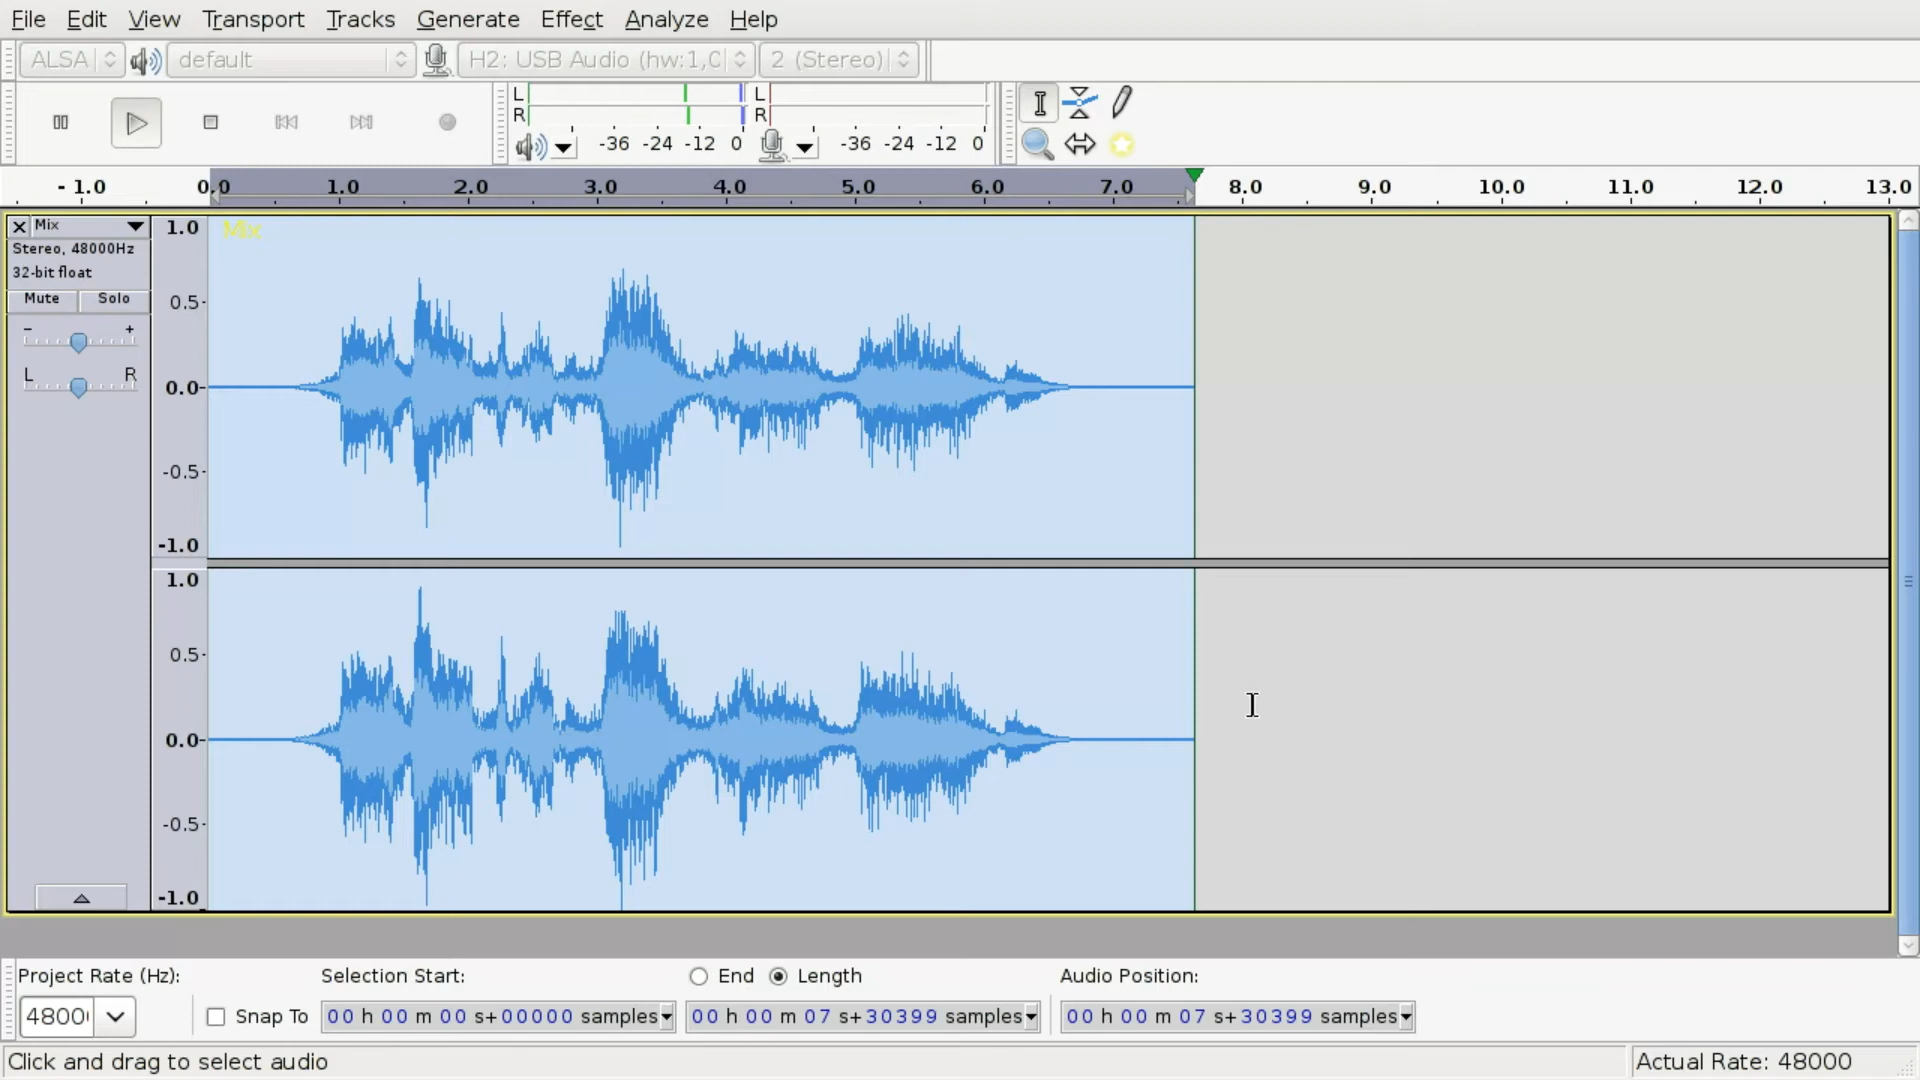 File Edit View Transport Tracks Generate Effect Analyze Help
ALSA default H2: USB Audio (hw:1,0 2 (Stereo)
L L
R R
-36 -24 -12 0 -36 -24 -12 0
- 1.0 0.0 1.0 2.0 3.0 4.0 5.0 6.0 7.0 8.0 9.0 10.0 11.0 12.0 13.0
Mix
Stereo, 48000Hz
32-bit float
Mute Solo
- +
L R
Mix
1.0
0.5-
0.0-
-0.5-
-1.0
1.0
0.5-
0.0-
-0.5-
-1.0
Project Rate (Hz): Selection Start: End Length Audio Position:
4800 Snap To 00 h 00 m 00 s+00000 samples 00 h 00 m 07 s+30399 samples 00 h 00 m 07 s+30399 samples
Click and drag to select audio Actual Rate: 48000